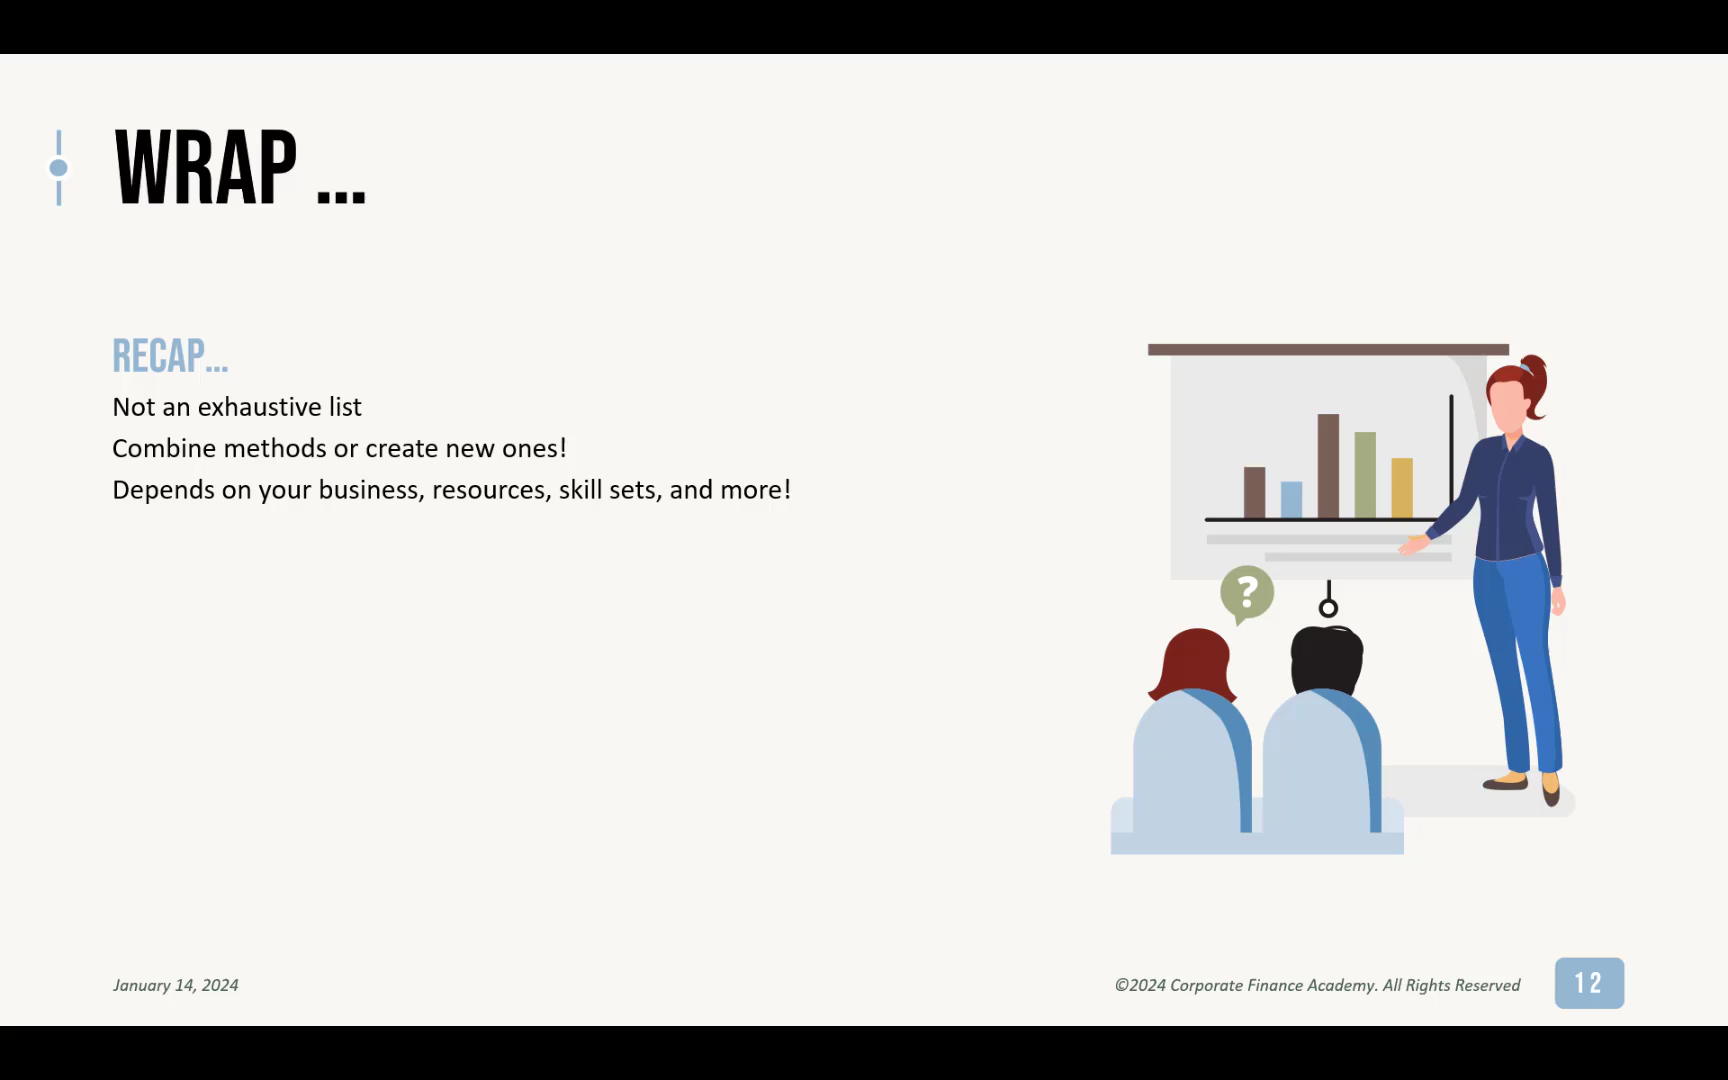 WRAP ...
RECAP...
Not an exhaustive list
Combine methods or create new ones!
Depends on your business, resources, skill sets, and more!
?
January 14, 2024
©2024 Corporate Finance Academy. All Rights Reserved
12